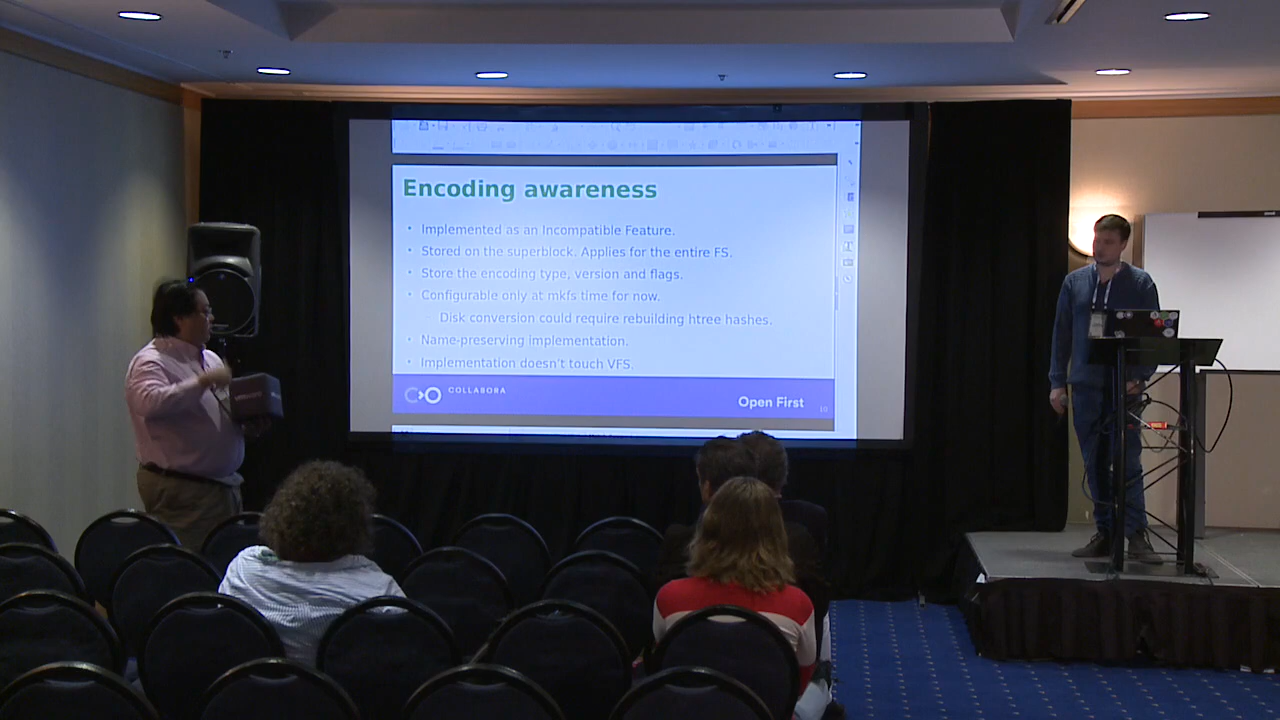 Encoding awareness
• Implemented as an Incompatible Feature.
• Stored on the superblock. Applies for the entire FS.
• Store the encoding type, version and flags.
• Configurable only at mkfs time for now.
– Disk conversion could require rebuilding htree hashes.
• Name-preserving implementation.
• Implementation doesn't touch VFS.
COLLABORA
Open First
10